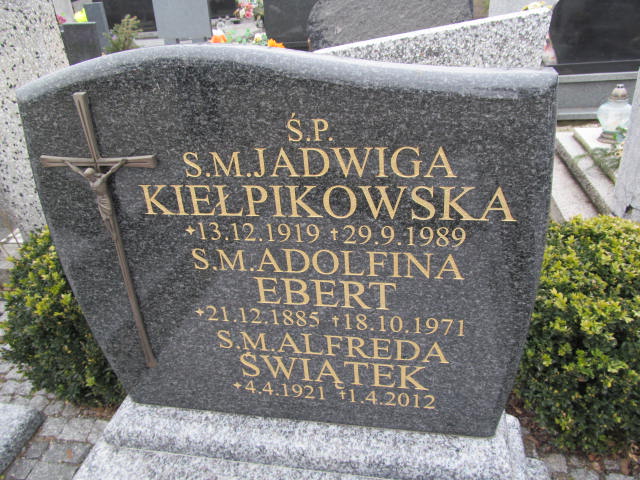 Ś.P.
S.M.JADWIGA
KIEŁPIKOWSKA
*13.12.1919 †29.9.1989
S.M.ADOLFINA
EBERT
*21.12.1885 †18.10.1971
S.M.ALFREDA
ŚWIĄTEK
*4.4.1921 †1.4.2012